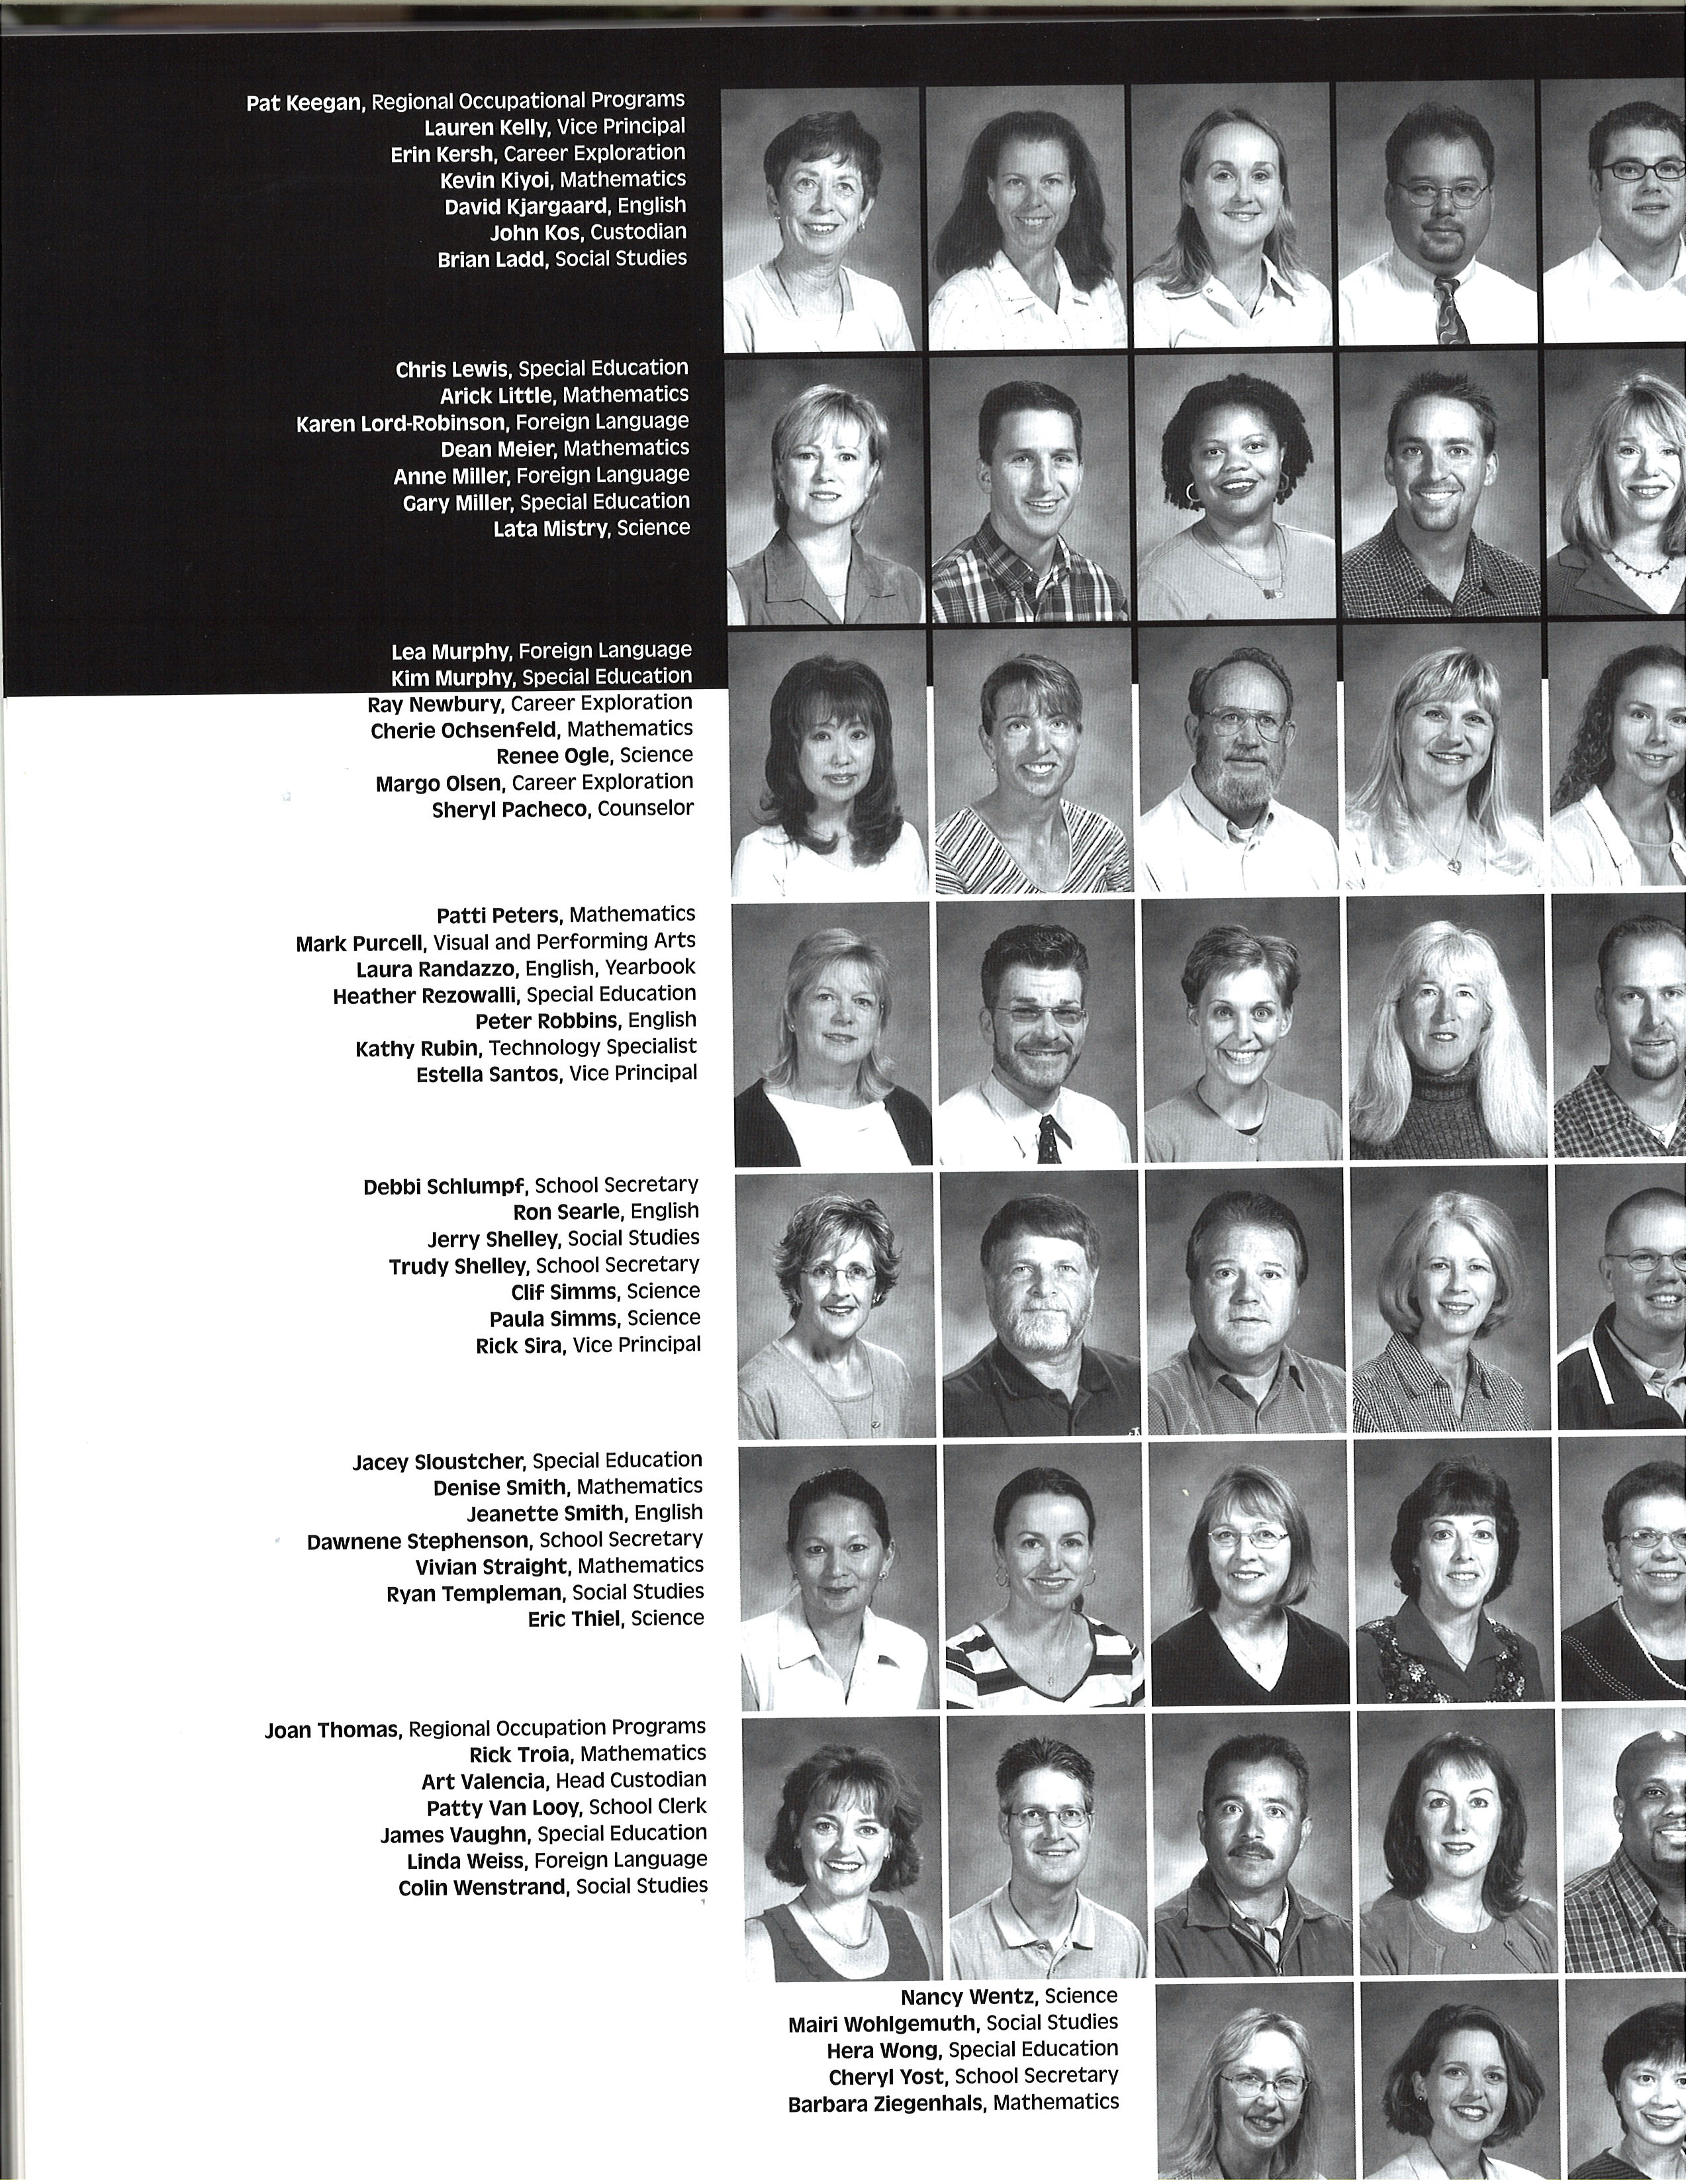 Pat Keegan, Regional Occupational Programs
Lauren Kelly, Vice Principal
Erin Kersh, Career Exploration
Kevin Kiyoi, Mathematics
David Kjargaard, English
John Kos, Custodian
Brian Ladd, Social Studies
Chris Lewis, Special Education
Arick Little, Mathematics
Karen Lord-Robinson, Foreign Language
Dean Meier, Mathematics
Anne Miller, Foreign Language
Gary Miller, Special Education
Lata Mistry, Science
Lea Murphy, Foreign Language
Kim Murphy, Special Education
Ray Newbury, Career Exploration
Cherie Ochsenfeld, Mathematics
Renee Ogle, Science
Margo Olsen, Career Exploration
Sheryl Pacheco, Counselor
Patti Peters, Mathematics
Mark Purcell, Visual and Performing Arts
Laura Randazzo, English, Yearbook
Heather Rezowalli, Special Education
Peter Robbins, English
Kathy Rubin, Technology Specialist
Estella Santos, Vice Principal
Debbi Schlumpf, School Secretary
Ron Searle, English
Jerry Shelley, Social Studies
Trudy Shelley, School Secretary
Clif Simms, Science
Paula Simms, Science
Rick Sira, Vice Principal
Jacey Sloustcher, Special Education
Denise Smith, Mathematics
Jeanette Smith, English
Dawnene Stephenson, School Secretary
Vivian Straight, Mathematics
Ryan Templeman, Social Studies
Eric Thiel, Science
Joan Thomas, Regional Occupation Programs
Rick Troia, Mathematics
Art Valencia, Head Custodian
Patty Van Looy, School Clerk
James Vaughn, Special Education
Linda Weiss, Foreign Language
Colin Wenstrand, Social Studies
Nancy Wentz, Science
Mairi Wohlgemuth, Social Studies
Hera Wong, Special Education
Cheryl Yost, School Secretary
Barbara Ziegenhals, Mathematics